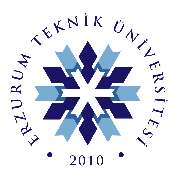 ERZURUM TEKNİK ÜNİVERSİTESİ
• 2010 •